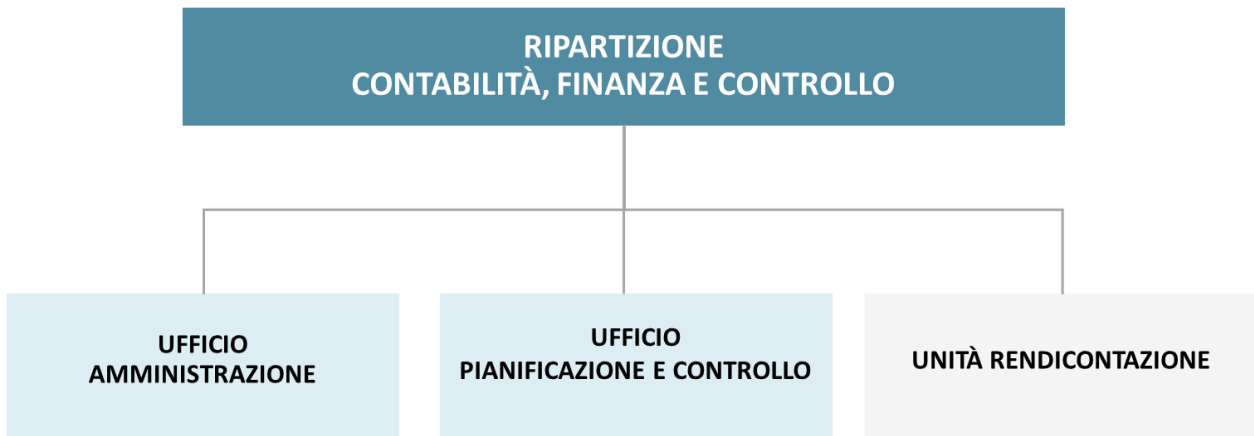 RIPARTIZIONE
CONTABILITÀ, FINANZA E CONTROLLO
UFFICIO
AMMINISTRAZIONE
UFFICIO
PIANIFICAZIONE E CONTROLLO
UNITÀ RENDICONTAZIONE